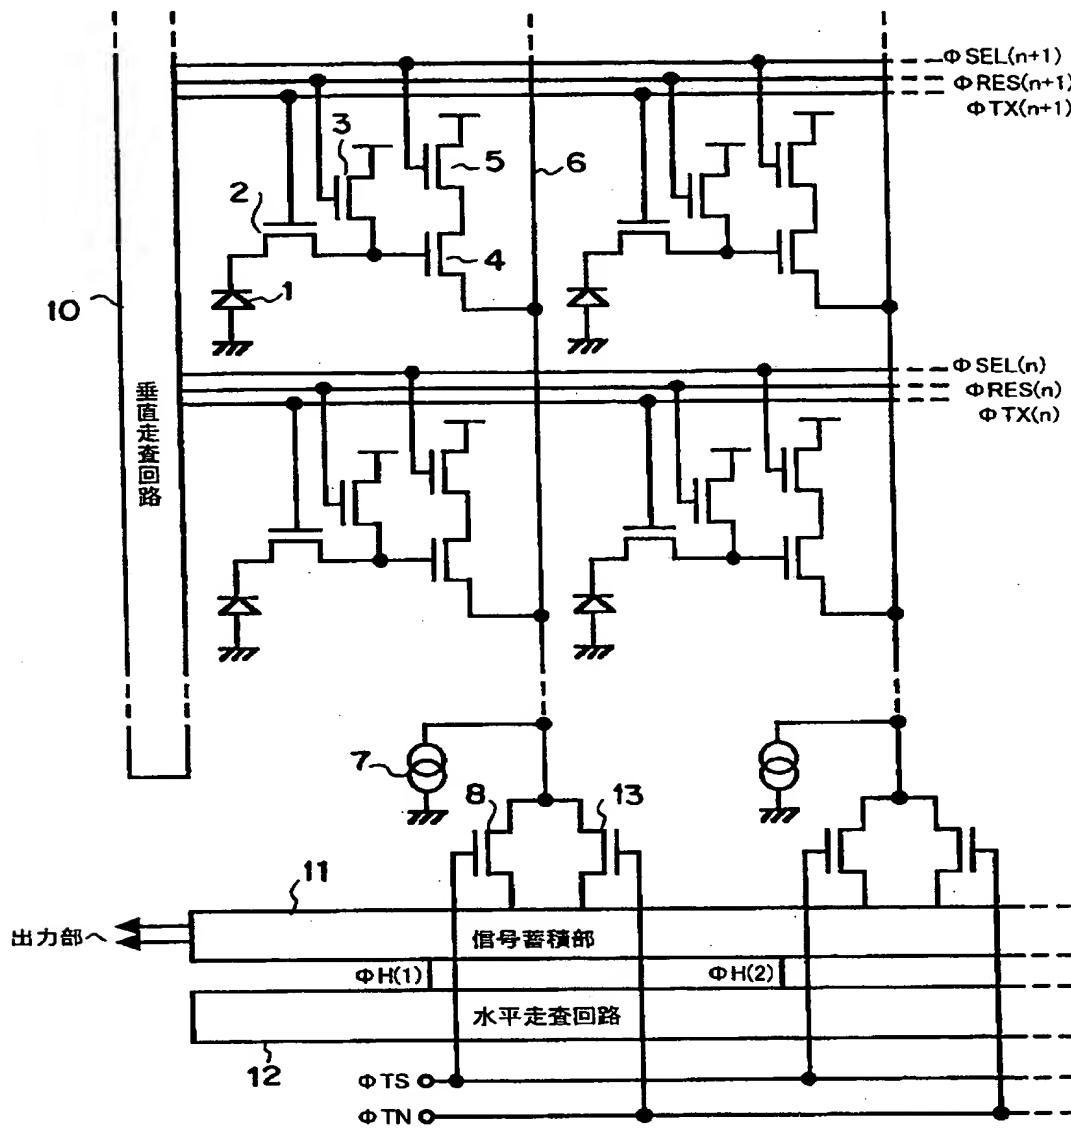 ΦSEL(n+1)
ΦRES(n+1)
ΦTX(n+1)
3
5
6
2
4
1
10
垂直走査回路
ΦSEL(n)
ΦRES(n)
ΦTX(n)
7
8
13
11
出力部へ
信号蓄積部
ΦH(1)
ΦH(2)
水平走査回路
12
ΦTS
ΦTN